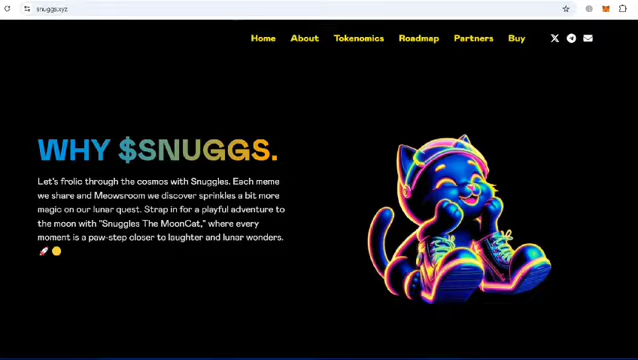 snuggs.xyz
Home About Tokenomics Roadmap Partners Buy
WHY $SNUGGS.
Let's frolic through the cosmos with Snuggles. Each meme
we share and Meowsroom we discover sprinkles a bit more
magic on our lunar quest. Strap in for a playful adventure to
the moon with "Snuggles The MoonCat," where every
moment is a paw-step closer to laughter and lunar wonders.
🚀 🌕